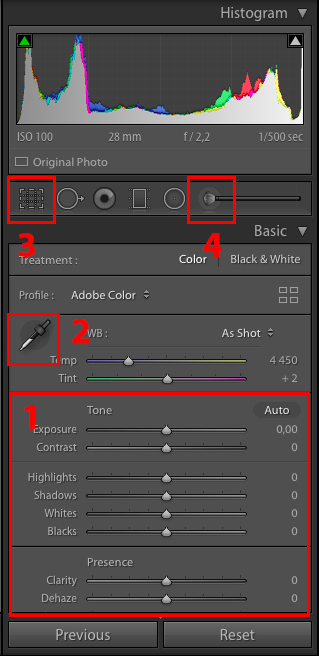 Histogram
ISO 100 28 mm f / 2,2 1/500 sec
Original Photo
3 4
Basic
Treatment : Color Black & White
Profile : Adobe Color
2 WB : As Shot
Temp 4 450
Tint + 2
1 Tone Auto
Exposure 0,00
Contrast 0
Highlights 0
Shadows 0
Whites 0
Blacks 0
Presence
Clarity 0
Dehaze 0
Previous Reset